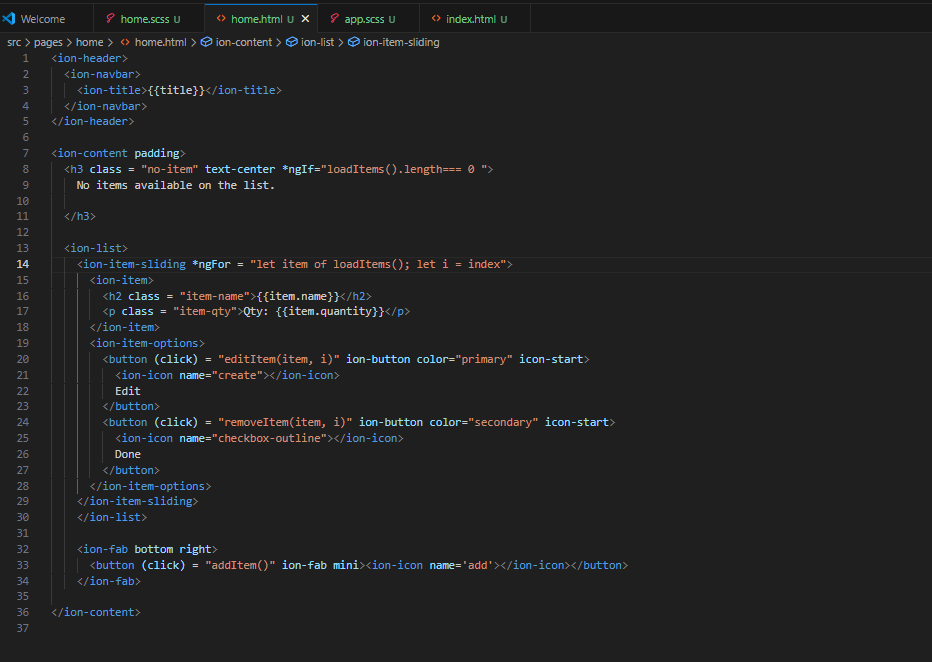 Welcome home.scss U home.html U × app.scss U index.html U
src > pages > home > <> home.html > ion-content > ion-list > ion-item-sliding
1 <ion-header>
2 <ion-navbar>
3 <ion-title>{{title}}</ion-title>
4 </ion-navbar>
5 </ion-header>
6
7 <ion-content padding>
8 <h3 class = "no-item" text-center *ngIf="loadItems().length=== 0 ">
9 No items available on the list.
10
11 </h3>
12
13 <ion-list>
14 <ion-item-sliding *ngFor = "let item of loadItems(); let i = index">
15 <ion-item>
16 <h2 class = "item-name">{{item.name}}</h2>
17 <p class = "item-qty">Qty: {{item.quantity}}</p>
18 </ion-item>
19 <ion-item-options>
20 <button (click) = "editItem(item, i)" ion-button color="primary" icon-start>
21 <ion-icon name="create"></ion-icon>
22 Edit
23 </button>
24 <button (click) = "removeItem(item, i)" ion-button color="secondary" icon-start>
25 <ion-icon name="checkbox-outline"></ion-icon>
26 Done
27 </button>
28 </ion-item-options>
29 </ion-item-sliding>
30 </ion-list>
31
32 <ion-fab bottom right>
33 <button (click) = "addItem()" ion-fab mini><ion-icon name='add'></ion-icon></button>
34 </ion-fab>
35
36 </ion-content>
37